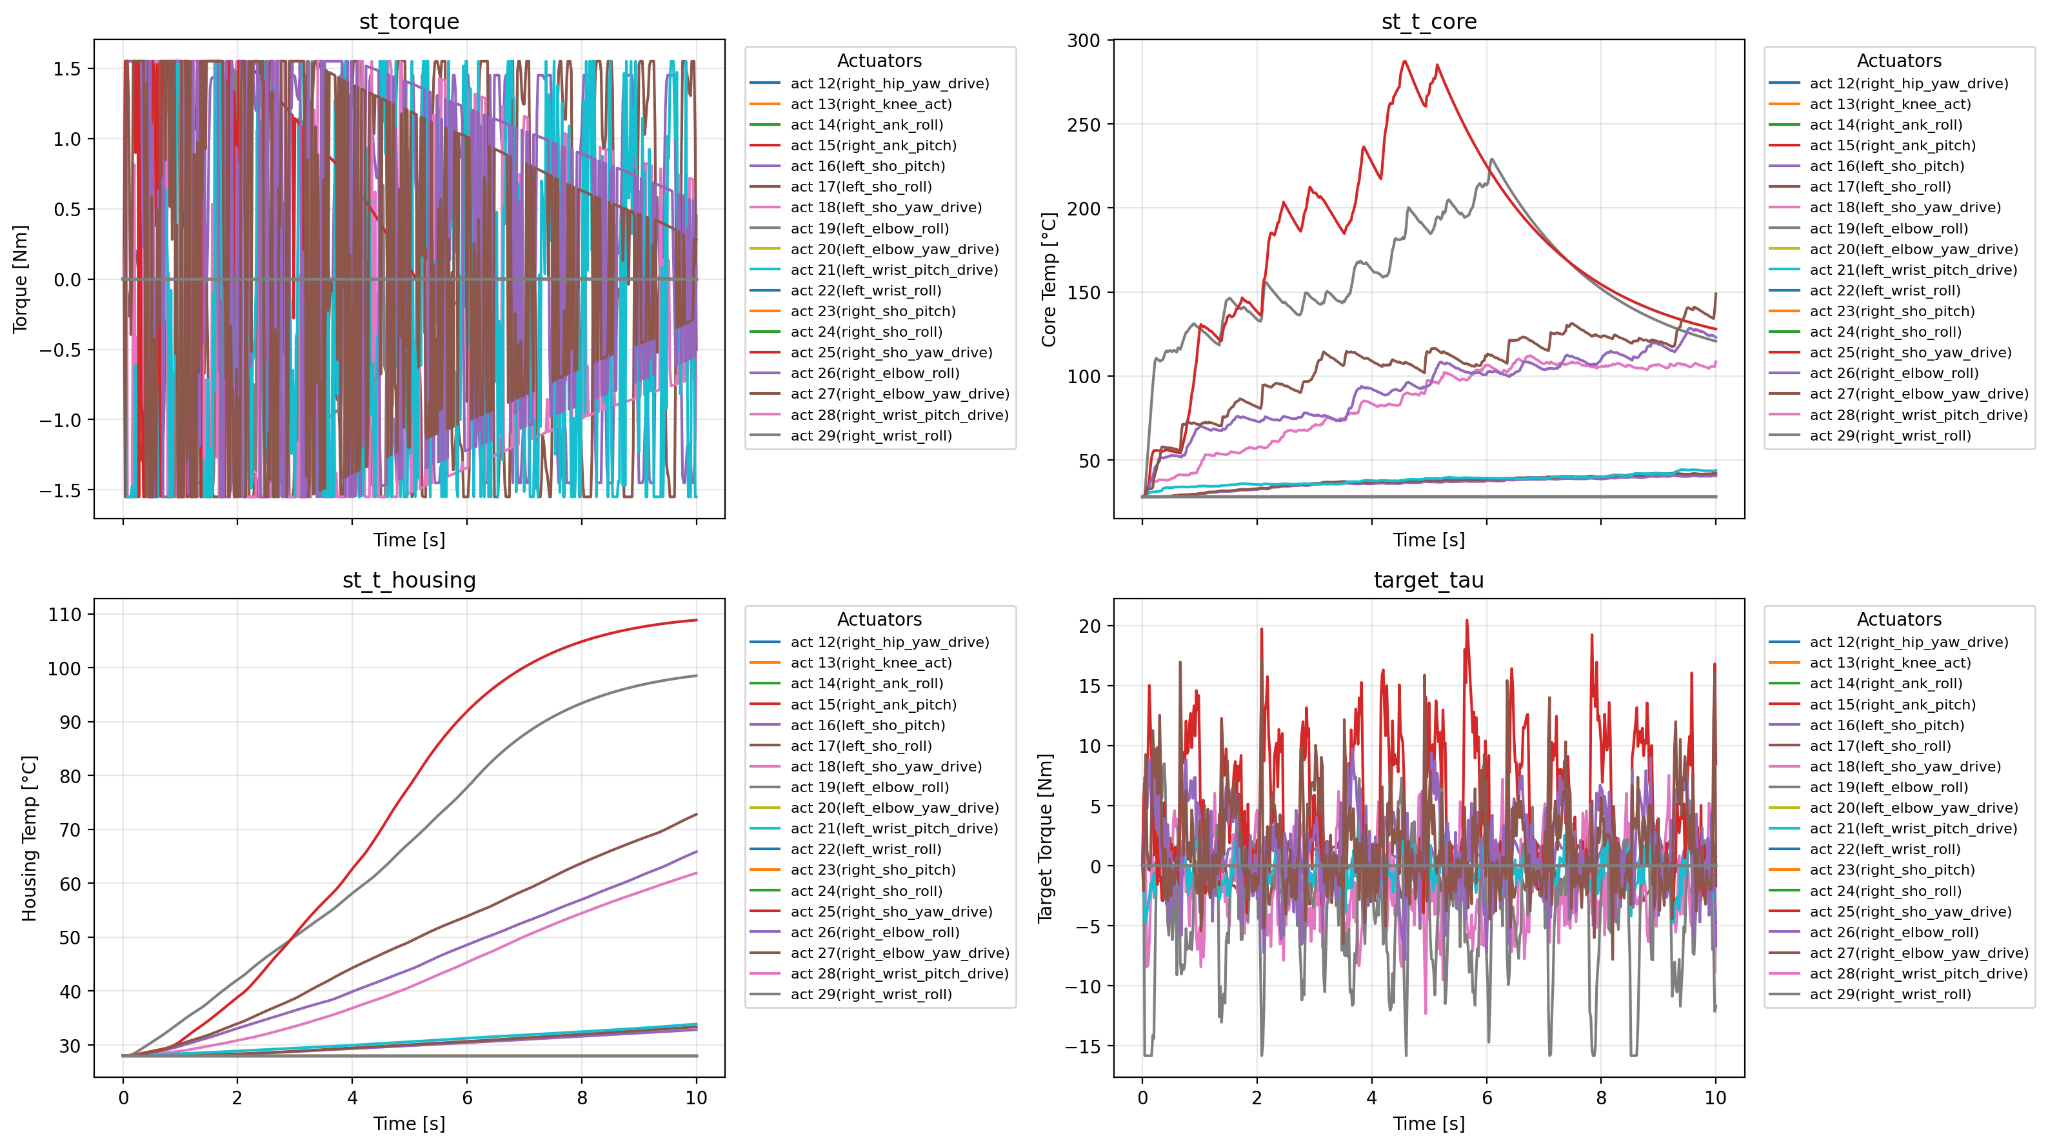 st_torque
Torque [Nm]
1.5
1.0
0.5
0.0
−0.5
−1.0
−1.5
Time [s]
Actuators
act 12(right_hip_yaw_drive)
act 13(right_knee_act)
act 14(right_ank_roll)
act 15(right_ank_pitch)
act 16(left_sho_pitch)
act 17(left_sho_roll)
act 18(left_sho_yaw_drive)
act 19(left_elbow_roll)
act 20(left_elbow_yaw_drive)
act 21(left_wrist_pitch_drive)
act 22(left_wrist_roll)
act 23(right_sho_pitch)
act 24(right_sho_roll)
act 25(right_sho_yaw_drive)
act 26(right_elbow_roll)
act 27(right_elbow_yaw_drive)
act 28(right_wrist_pitch_drive)
act 29(right_wrist_roll)
st_t_core
Core Temp [°C]
300
250
200
150
100
50
Time [s]
Actuators
act 12(right_hip_yaw_drive)
act 13(right_knee_act)
act 14(right_ank_roll)
act 15(right_ank_pitch)
act 16(left_sho_pitch)
act 17(left_sho_roll)
act 18(left_sho_yaw_drive)
act 19(left_elbow_roll)
act 20(left_elbow_yaw_drive)
act 21(left_wrist_pitch_drive)
act 22(left_wrist_roll)
act 23(right_sho_pitch)
act 24(right_sho_roll)
act 25(right_sho_yaw_drive)
act 26(right_elbow_roll)
act 27(right_elbow_yaw_drive)
act 28(right_wrist_pitch_drive)
act 29(right_wrist_roll)
st_t_housing
Housing Temp [°C]
110
100
90
80
70
60
50
40
30
0 2 4 6 8 10
Time [s]
Actuators
act 12(right_hip_yaw_drive)
act 13(right_knee_act)
act 14(right_ank_roll)
act 15(right_ank_pitch)
act 16(left_sho_pitch)
act 17(left_sho_roll)
act 18(left_sho_yaw_drive)
act 19(left_elbow_roll)
act 20(left_elbow_yaw_drive)
act 21(left_wrist_pitch_drive)
act 22(left_wrist_roll)
act 23(right_sho_pitch)
act 24(right_sho_roll)
act 25(right_sho_yaw_drive)
act 26(right_elbow_roll)
act 27(right_elbow_yaw_drive)
act 28(right_wrist_pitch_drive)
act 29(right_wrist_roll)
target_tau
Target Torque [Nm]
20
15
10
5
0
−5
−10
−15
0 2 4 6 8 10
Time [s]
Actuators
act 12(right_hip_yaw_drive)
act 13(right_knee_act)
act 14(right_ank_roll)
act 15(right_ank_pitch)
act 16(left_sho_pitch)
act 17(left_sho_roll)
act 18(left_sho_yaw_drive)
act 19(left_elbow_roll)
act 20(left_elbow_yaw_drive)
act 21(left_wrist_pitch_drive)
act 22(left_wrist_roll)
act 23(right_sho_pitch)
act 24(right_sho_roll)
act 25(right_sho_yaw_drive)
act 26(right_elbow_roll)
act 27(right_elbow_yaw_drive)
act 28(right_wrist_pitch_drive)
act 29(right_wrist_roll)